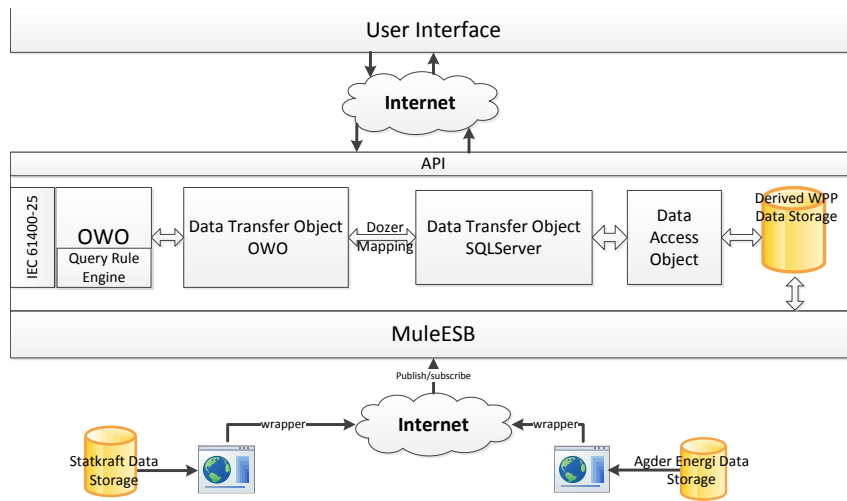 User Interface
Internet
API
IEC 61400-25
OWO
Query Rule
Engine
Data Transfer Object
OWO
Dozer
Mapping
Data Transfer Object
SQLServer
Data
Access
Object
Derived WPP
Data Storage
MuleESB
Publish/subscribe
Internet
wrapper
wrapper
Statkraft Data
Storage
Agder Energi Data
Storage